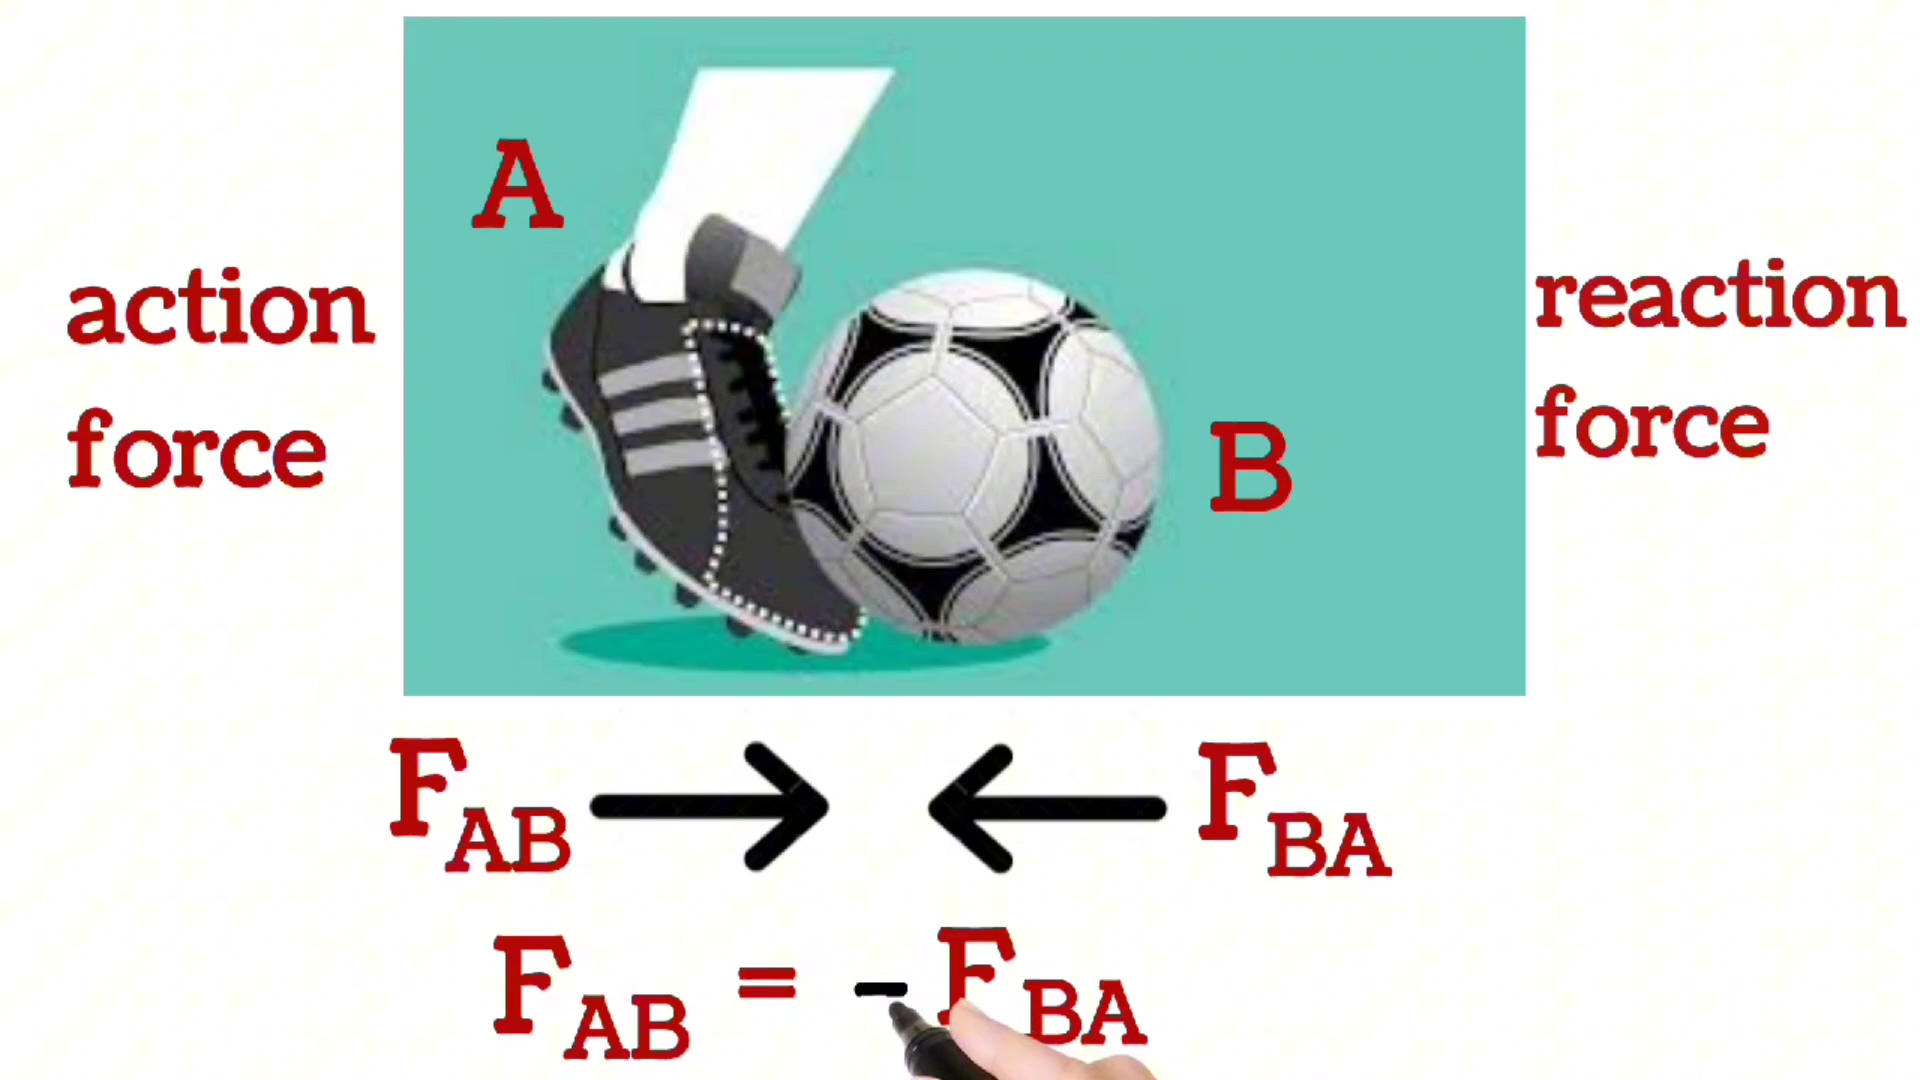 A
action
force
B
reaction
force
F_AB
F_BA
F_AB = -F_BA